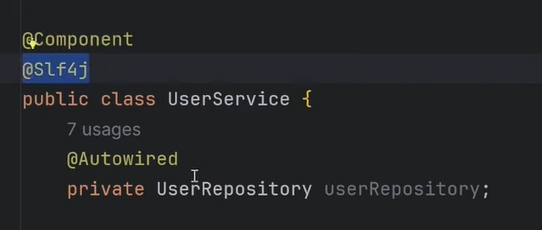 @Component
@Slf4j
public class UserService {
7 usages
@Autowired
private UserRepository userRepository;